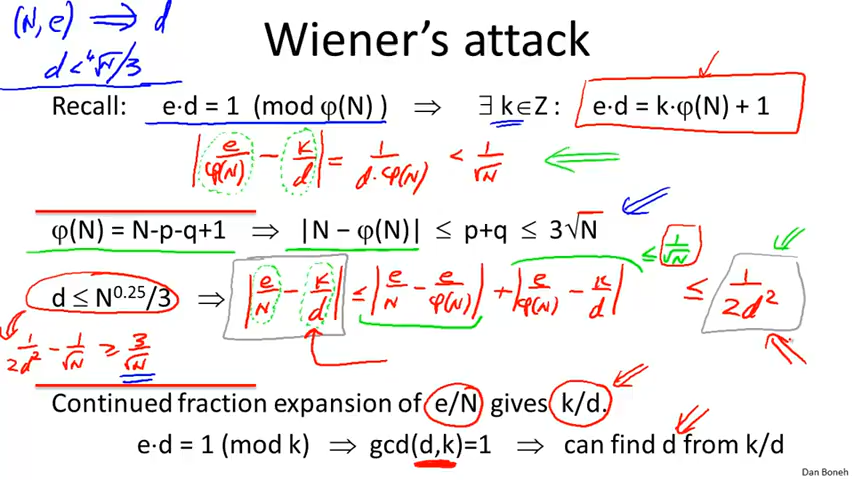 (N, e) ⟹ d
d < ⁴√N/3
Wiener's attack
Recall: e·d = 1 (mod φ(N) ) ⇒ ∃ k∈Z : e·d = k·φ(N) + 1
| e/φ(N) − k/d | = 1/(d·φ(N)) < 1/√N
φ(N) = N-p-q+1 ⇒ |N − φ(N)| ≤ p+q ≤ 3√N
≤ 1/√N
d ≤ N^0.25/3 ⇒ | e/N − k/d | ≤ | e/N − e/φ(N) | + | e/φ(N) − k/d | ≤ 1/(2d²)
1/(2d²) − 1/√N ≥ 3/√N
Continued fraction expansion of e/N gives k/d.
e·d = 1 (mod k) ⇒ gcd(d,k)=1 ⇒ can find d from k/d
Dan Boneh